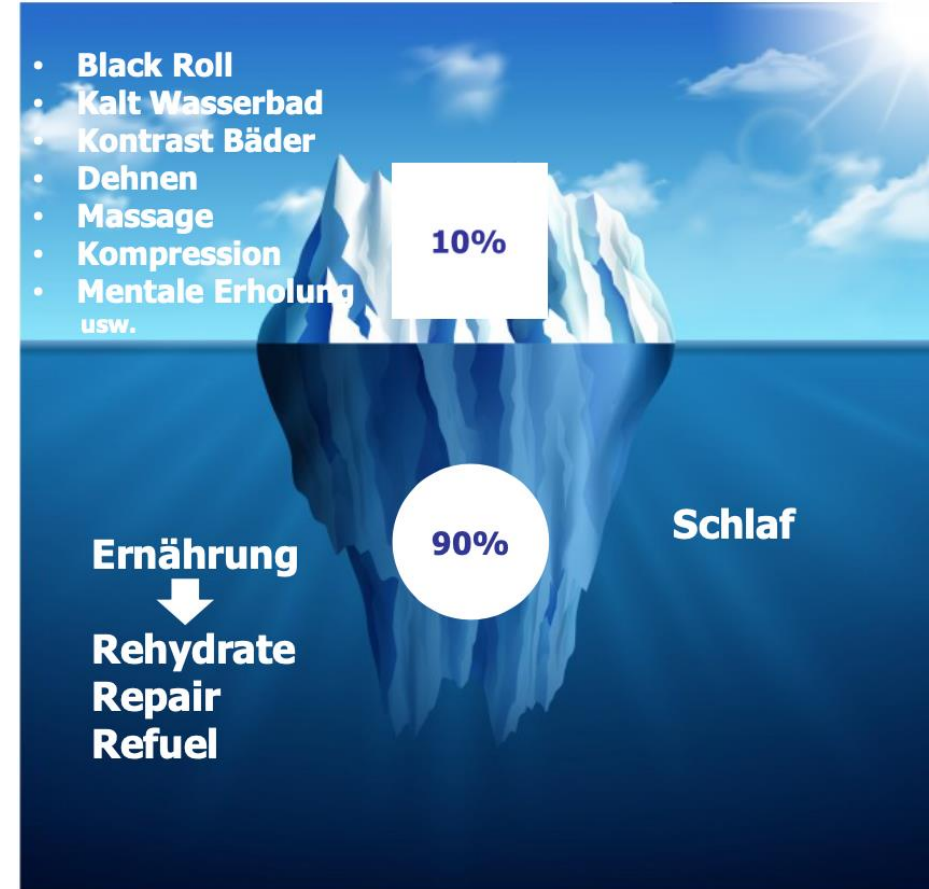 • Black Roll
• Kalt Wasserbad
• Kontrast Bäder
• Dehnen
• Massage
• Kompression
• Mentale Erholung
usw.
10%
90%
Schlaf
Ernährung
Rehydrate
Repair
Refuel